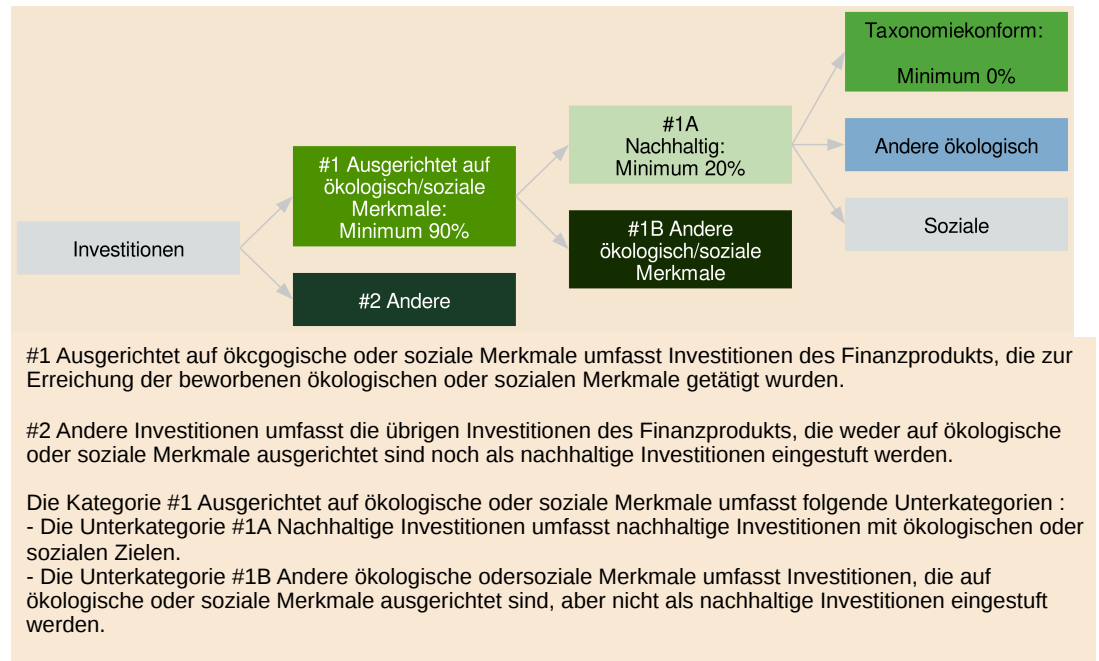 Taxonomiekonform:
Minimum 0%
#1A
Nachhaltig:
Minimum 20%
Andere ökologisch
#1 Ausgerichtet auf
ökologisch/soziale
Merkmale:
Minimum 90%
Soziale
#1B Andere
ökologisch/soziale
Merkmale
Investitionen
#2 Andere
#1 Ausgerichtet auf ökcgogische oder soziale Merkmale umfasst Investitionen des Finanzprodukts, die zur
Erreichung der beworbenen ökologischen oder sozialen Merkmale getätigt wurden.
#2 Andere Investitionen umfasst die übrigen Investitionen des Finanzprodukts, die weder auf ökologische
oder soziale Merkmale ausgerichtet sind noch als nachhaltige Investitionen eingestuft werden.
Die Kategorie #1 Ausgerichtet auf ökologische oder soziale Merkmale umfasst folgende Unterkategorien :
- Die Unterkategorie #1A Nachhaltige Investitionen umfasst nachhaltige Investitionen mit ökologischen oder
sozialen Zielen.
- Die Unterkategorie #1B Andere ökologische odersoziale Merkmale umfasst Investitionen, die auf
ökologische oder soziale Merkmale ausgerichtet sind, aber nicht als nachhaltige Investitionen eingestuft
werden.